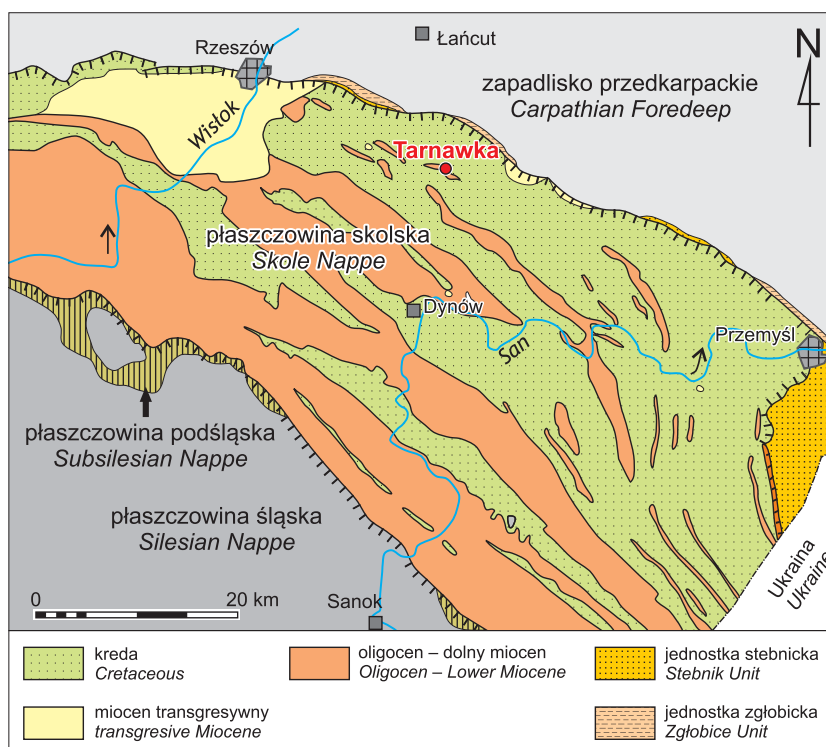 Rzeszów
Łańcut
N
zapadlisko przedkarpackie
Carpathian Foredeep
Wisłok
Tarnawka
płaszczowina skolska
Skole Nappe
Dynów
San
Przemyśl
płaszczowina podśląska
Subsilesian Nappe
płaszczowina śląska
Silesian Nappe
Ukraina
Ukraine
0
20 km
Sanok
kreda
Cretaceous
oligocen – dolny miocen
Oligocen – Lower Miocene
jednostka stebnicka
Stebnik Unit
miocen transgresywny
transgresive Miocene
jednostka zgłobicka
Zgłobice Unit